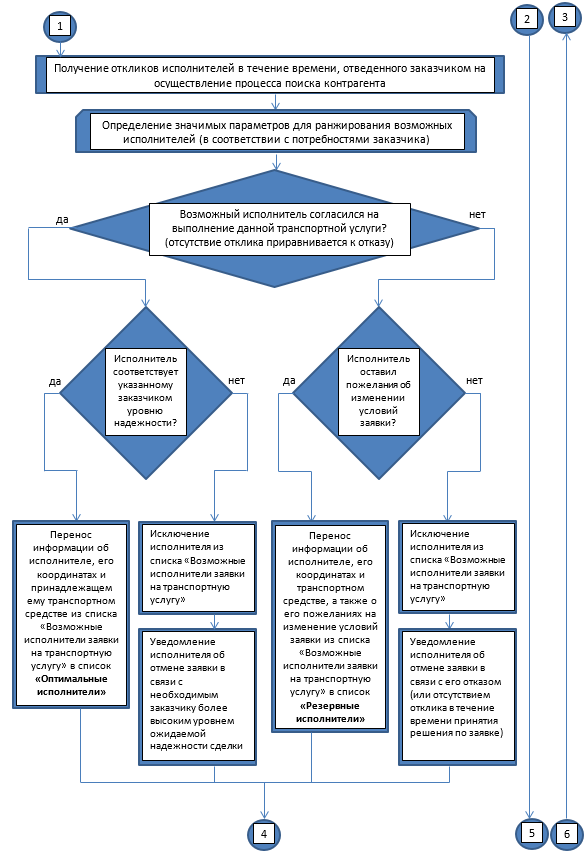 1
2
3
Получение откликов исполнителей в течение времени, отведенного заказчиком на
осуществление процесса поиска контрагента
Определение значимых параметров для ранжирования возможных
исполнителей (в соответствии с потребностями заказчика)
Возможный исполнитель согласился на
выполнение данной транспортной услуги?
(отсутствие отклика приравнивается к отказу)
да
нет
Исполнитель
соответствует
указанному
заказчиком
уровню
надежности?
да
нет
Исполнитель
оставил
пожелания об
изменении
условий
заявки?
да
нет
Перенос
информации об
исполнителе, его
координатах и
принадлежащем
ему транспортном
средстве из списка
«Возможные
исполнители заявки
на транспортную
услугу» в список
«Оптимальные
исполнители»
Исключение
исполнителя из
списка «Возможные
исполнители заявки
на транспортную
услугу»
Уведомление
исполнителя об
отмене заявки в
связи с
необходимым
заказчику более
высоким уровнем
ожидаемой
надежности сделки
Перенос
информации об
исполнителе, его
координатах и
транспортном
средстве, а также о
его пожеланиях на
изменение условий
заявки из списка
«Возможные
исполнители заявки
на транспортную
услугу» в список
«Резервные
исполнители»
Исключение
исполнителя из
списка «Возможные
исполнители заявки
на транспортную
услугу»
Уведомление
исполнителя об
отмене заявки в
связи с его отказом
(или отсутствием
отклика в течение
времени принятия
решения по заявке)
4
5
6